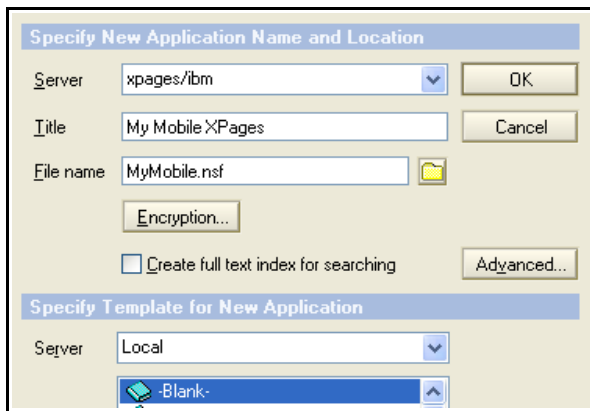 Specify New Application Name and Location
Server xpages/ibm OK
Title My Mobile XPages Cancel
File name MyMobile.nsf
Encryption...
Create full text index for searching Advanced...
Specify Template for New Application
Server Local
-Blank-